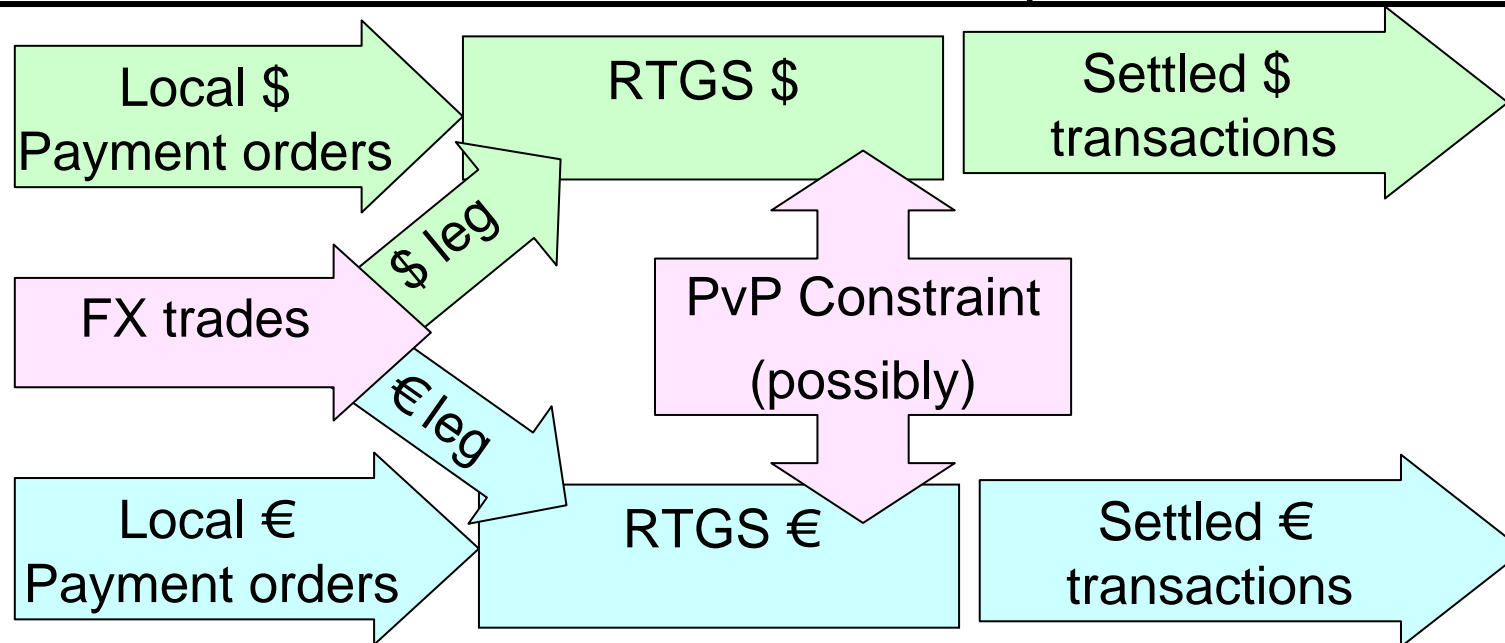 Local $
Payment orders
RTGS $
Settled $
transactions
$ leg
FX trades
PvP Constraint
(possibly)
€ leg
Local €
Payment orders
RTGS €
Settled €
transactions